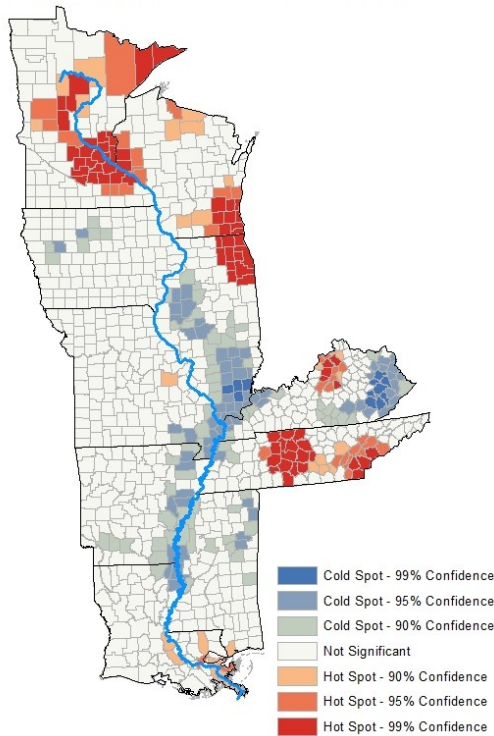 Cold Spot - 99% Confidence
Cold Spot - 95% Confidence
Cold Spot - 90% Confidence
Not Significant
Hot Spot - 90% Confidence
Hot Spot - 95% Confidence
Hot Spot - 99% Confidence